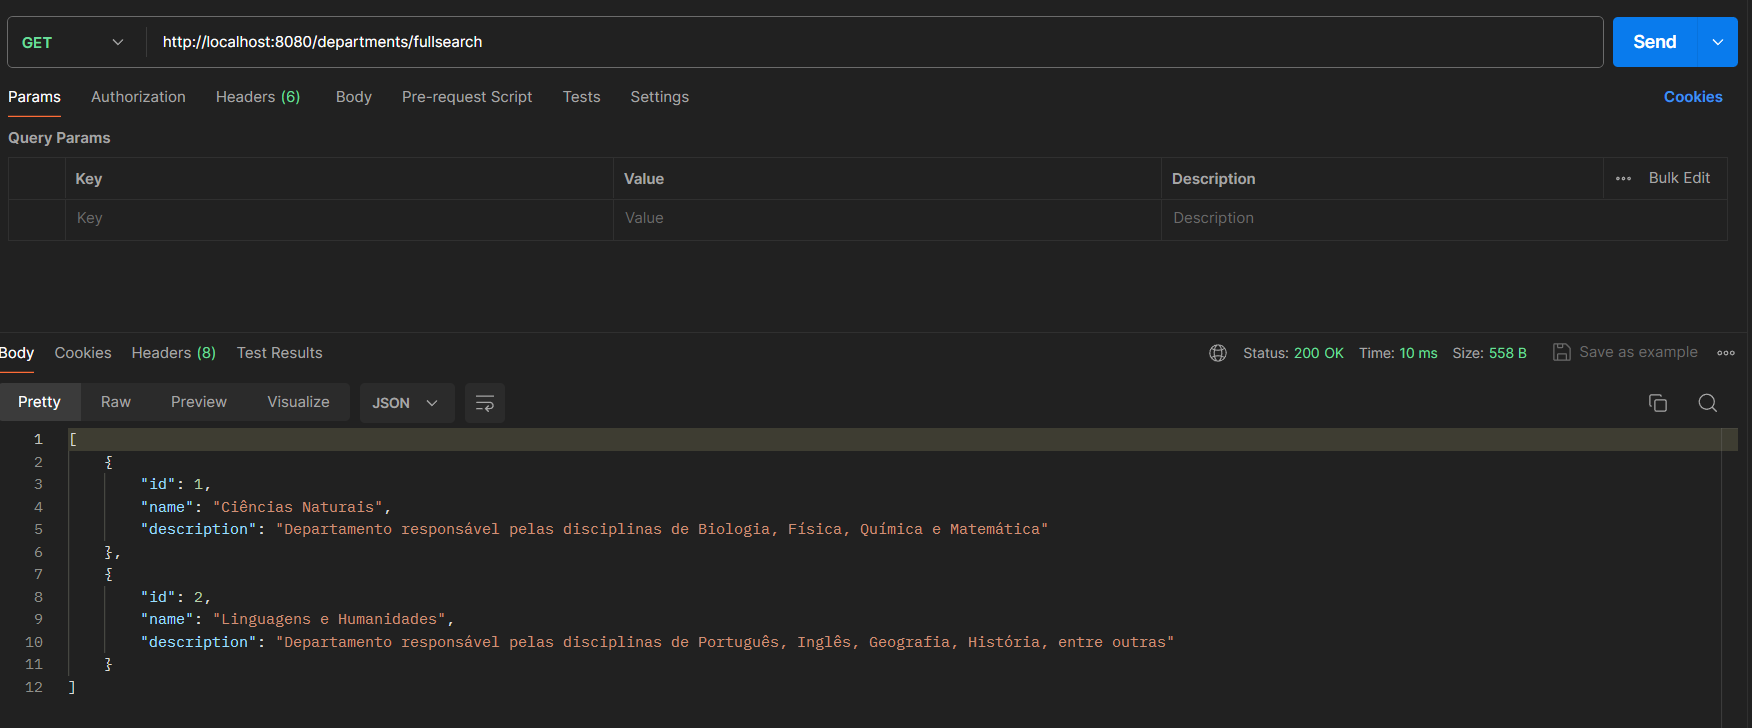 GET http://localhost:8080/departments/fullsearch Send
Params Authorization Headers (6) Body Pre-request Script Tests Settings Cookies
Query Params
Key Value Description Bulk Edit
Key Value Description
Body Cookies Headers (8) Test Results Status: 200 OK Time: 10 ms Size: 558 B Save as example
Pretty Raw Preview Visualize JSON
1 [
2 {
3 "id": 1,
4 "name": "Ciências Naturais",
5 "description": "Departamento responsável pelas disciplinas de Biologia, Física, Química e Matemática"
6 },
7 {
8 "id": 2,
9 "name": "Linguagens e Humanidades",
10 "description": "Departamento responsável pelas disciplinas de Português, Inglês, Geografia, História, entre outras"
11 }
12 ]